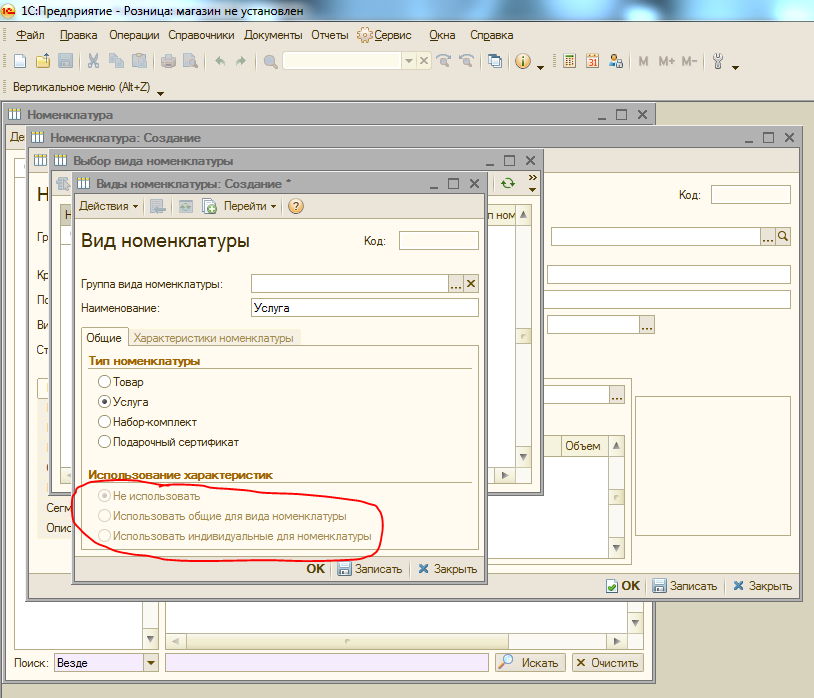 1С:Предприятие - Розница: магазин не установлен
Файл Правка Операции Справочники Документы Отчеты Сервис Окна Справка
M M+ M-
Вертикальное меню (Alt+Z)
Номенклатура
Номенклатура: Создание
Выбор вида номенклатуры
Виды номенклатуры: Создание *
Действия Перейти
Код:
Вид номенклатуры
Код:
Группа вида номенклатуры:
Наименование: Услуга
Общие Характеристики номенклатуры
Тип номенклатуры
Товар
Услуга
Набор-комплект
Подарочный сертификат
Объем
Использование характеристик
Не использовать
Использовать общие для вида номенклатуры
Использовать индивидуальные для номенклатуры
OK Записать Закрыть
OK Записать Закрыть
Поиск: Везде Искать Очистить